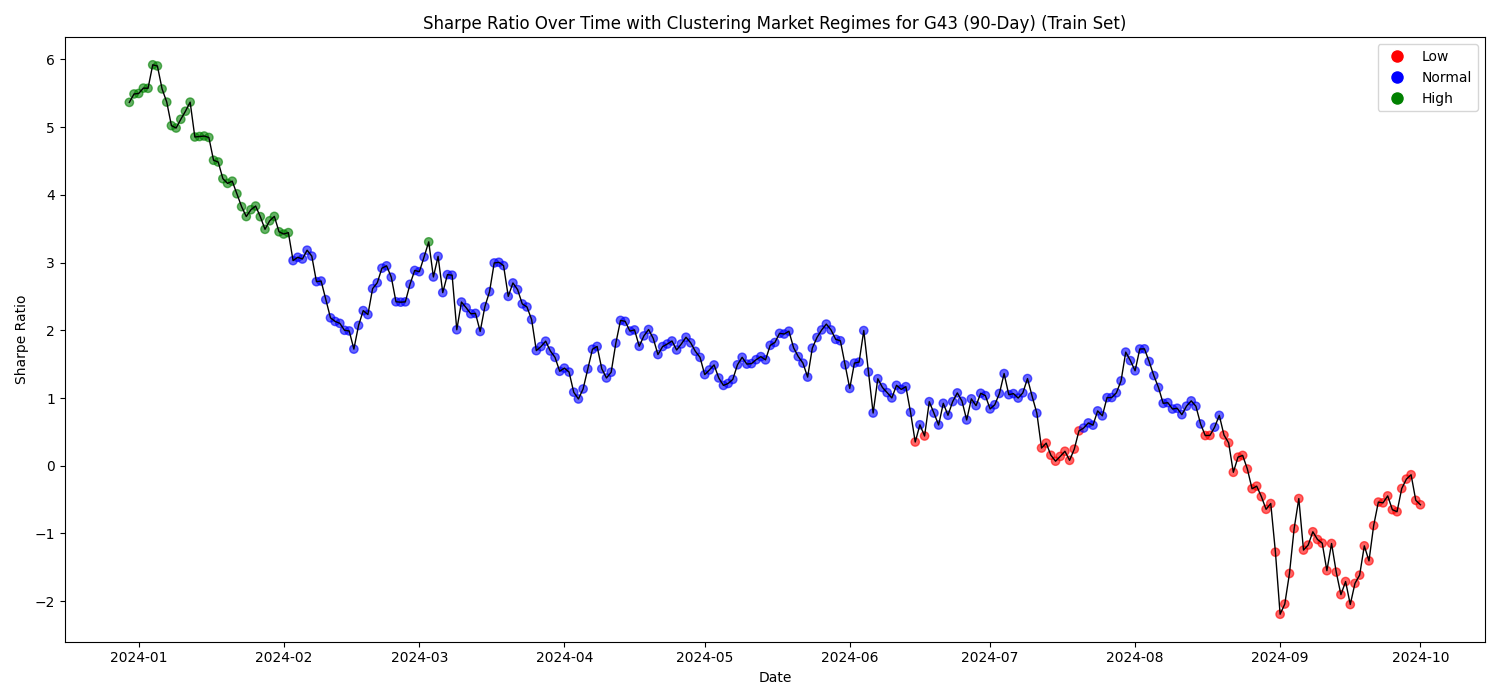 Sharpe Ratio Over Time with Clustering Market Regimes for G43 (90-Day) (Train Set)
Low
Normal
High
6
5
4
3
2
1
0
−1
−2
Sharpe Ratio
2024-01 2024-02 2024-03 2024-04 2024-05 2024-06 2024-07 2024-08 2024-09 2024-10
Date